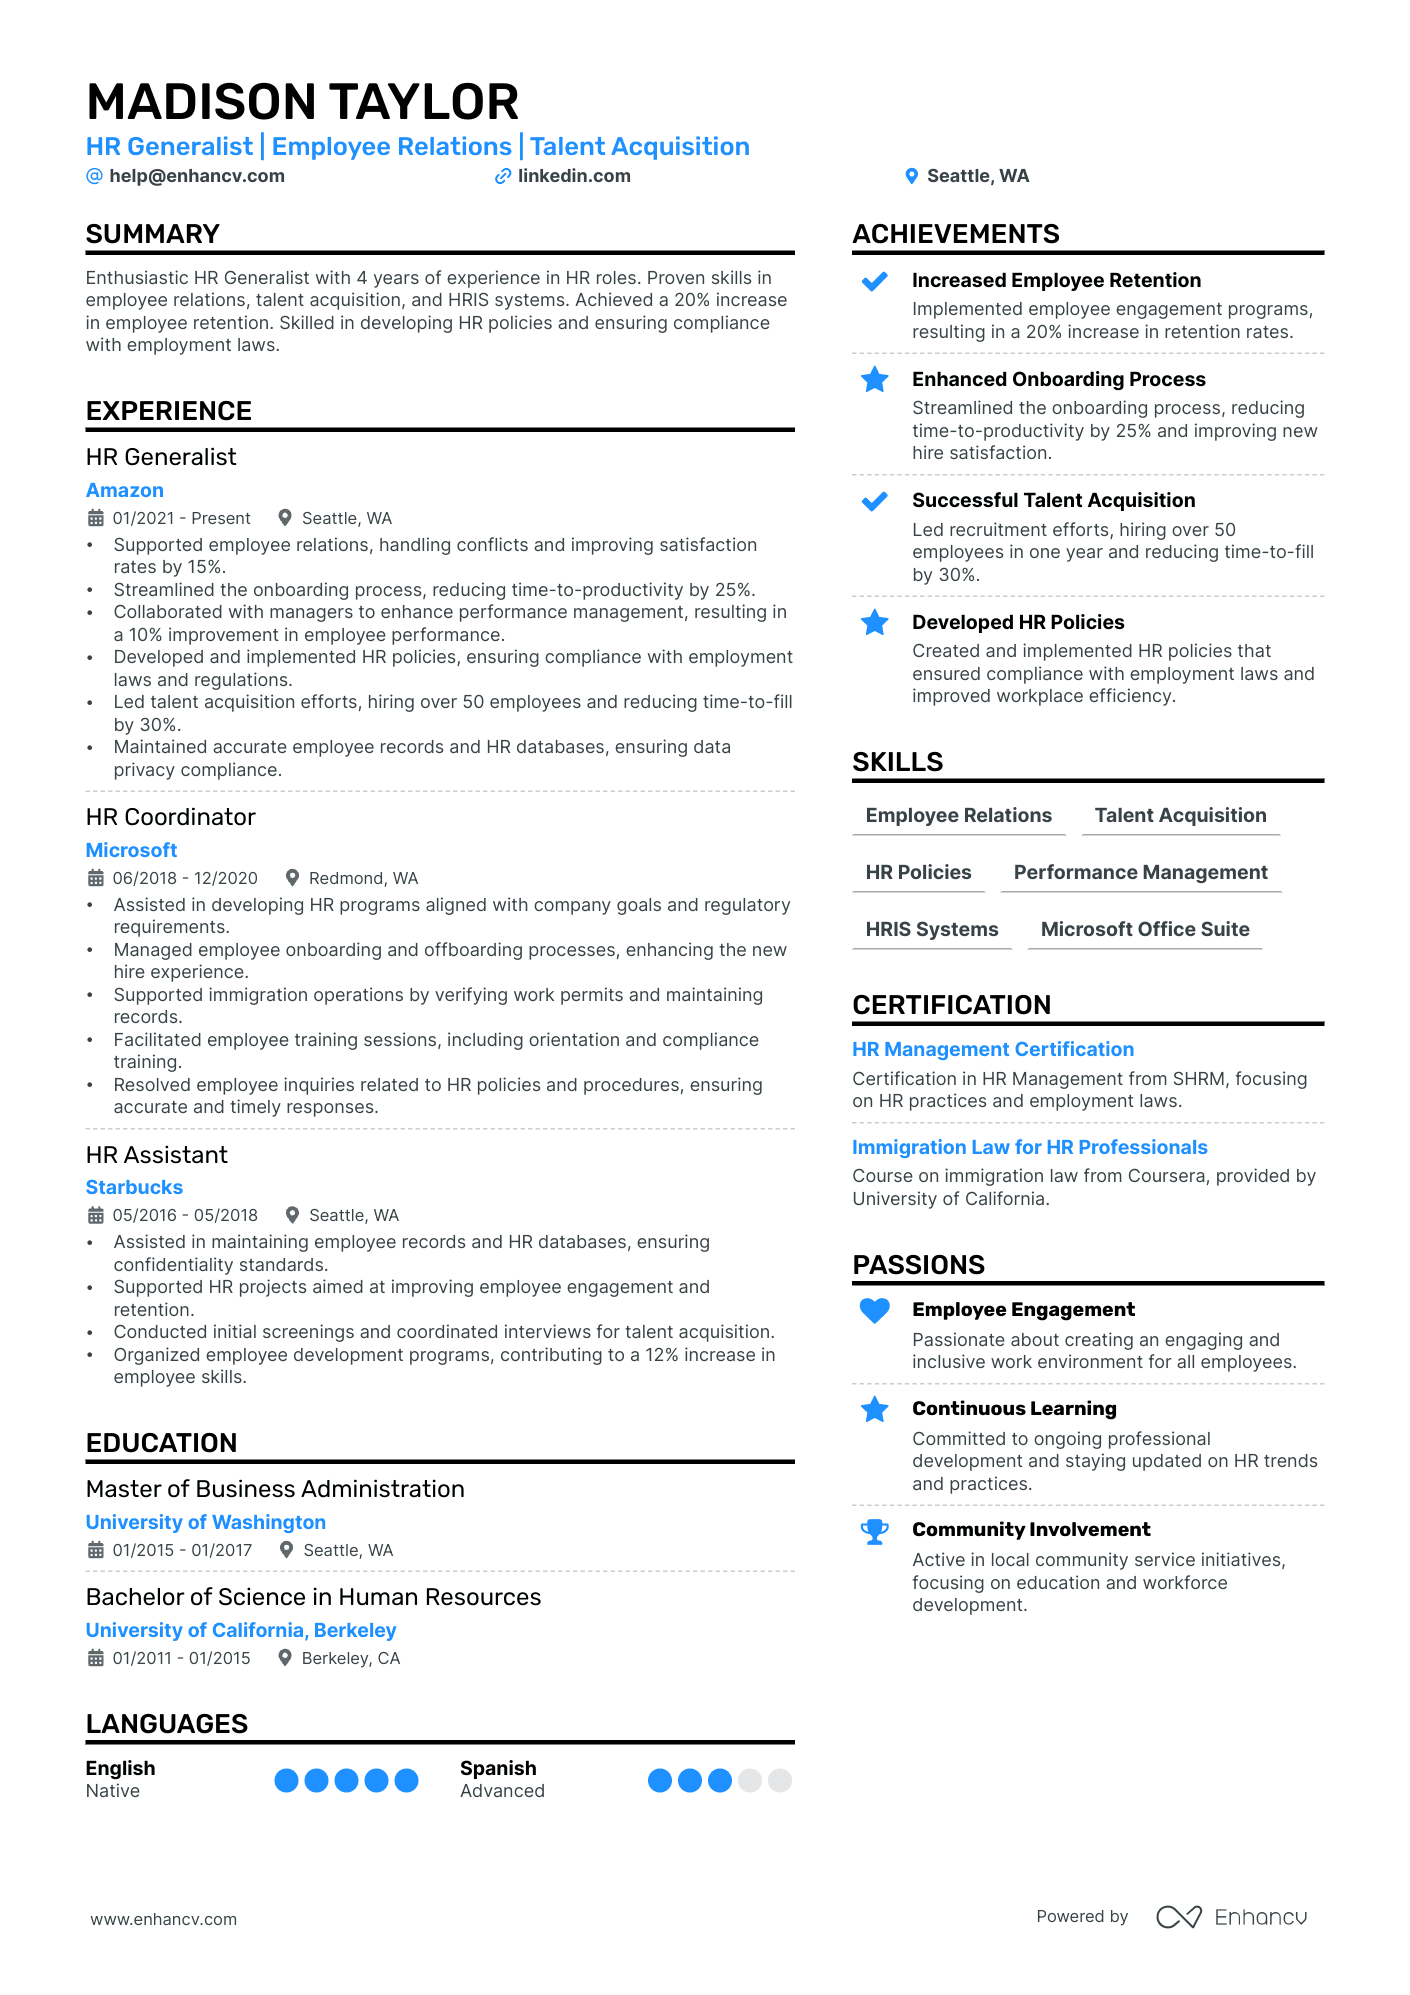 MADISON TAYLOR
HR Generalist | Employee Relations | Talent Acquisition
help@enhancv.com
linkedin.com
Seattle, WA
SUMMARY
Enthusiastic HR Generalist with 4 years of experience in HR roles. Proven skills in
employee relations, talent acquisition, and HRIS systems. Achieved a 20% increase
in employee retention. Skilled in developing HR policies and ensuring compliance
with employment laws.
EXPERIENCE
HR Generalist
Amazon
01/2021 - Present Seattle, WA
• Supported employee relations, handling conflicts and improving satisfaction
rates by 15%.
• Streamlined the onboarding process, reducing time-to-productivity by 25%.
• Collaborated with managers to enhance performance management, resulting in
a 10% improvement in employee performance.
• Developed and implemented HR policies, ensuring compliance with employment
laws and regulations.
• Led talent acquisition efforts, hiring over 50 employees and reducing time-to-fill
by 30%.
• Maintained accurate employee records and HR databases, ensuring data
privacy compliance.
HR Coordinator
Microsoft
06/2018 - 12/2020 Redmond, WA
• Assisted in developing HR programs aligned with company goals and regulatory
requirements.
• Managed employee onboarding and offboarding processes, enhancing the new
hire experience.
• Supported immigration operations by verifying work permits and maintaining
records.
• Facilitated employee training sessions, including orientation and compliance
training.
• Resolved employee inquiries related to HR policies and procedures, ensuring
accurate and timely responses.
HR Assistant
Starbucks
05/2016 - 05/2018 Seattle, WA
• Assisted in maintaining employee records and HR databases, ensuring
confidentiality standards.
• Supported HR projects aimed at improving employee engagement and
retention.
• Conducted initial screenings and coordinated interviews for talent acquisition.
• Organized employee development programs, contributing to a 12% increase in
employee skills.
EDUCATION
Master of Business Administration
University of Washington
01/2015 - 01/2017 Seattle, WA
Bachelor of Science in Human Resources
University of California, Berkeley
01/2011 - 01/2015 Berkeley, CA
LANGUAGES
English
Native
Spanish
Advanced
ACHIEVEMENTS
Increased Employee Retention
Implemented employee engagement programs,
resulting in a 20% increase in retention rates.
Enhanced Onboarding Process
Streamlined the onboarding process, reducing
time-to-productivity by 25% and improving new
hire satisfaction.
Successful Talent Acquisition
Led recruitment efforts, hiring over 50
employees in one year and reducing time-to-fill
by 30%.
Developed HR Policies
Created and implemented HR policies that
ensured compliance with employment laws and
improved workplace efficiency.
SKILLS
Employee Relations Talent Acquisition
HR Policies Performance Management
HRIS Systems Microsoft Office Suite
CERTIFICATION
HR Management Certification
Certification in HR Management from SHRM, focusing
on HR practices and employment laws.
Immigration Law for HR Professionals
Course on immigration law from Coursera, provided by
University of California.
PASSIONS
Employee Engagement
Passionate about creating an engaging and
inclusive work environment for all employees.
Continuous Learning
Committed to ongoing professional
development and staying updated on HR trends
and practices.
Community Involvement
Active in local community service initiatives,
focusing on education and workforce
development.
www.enhancv.com
Powered by Enhancv